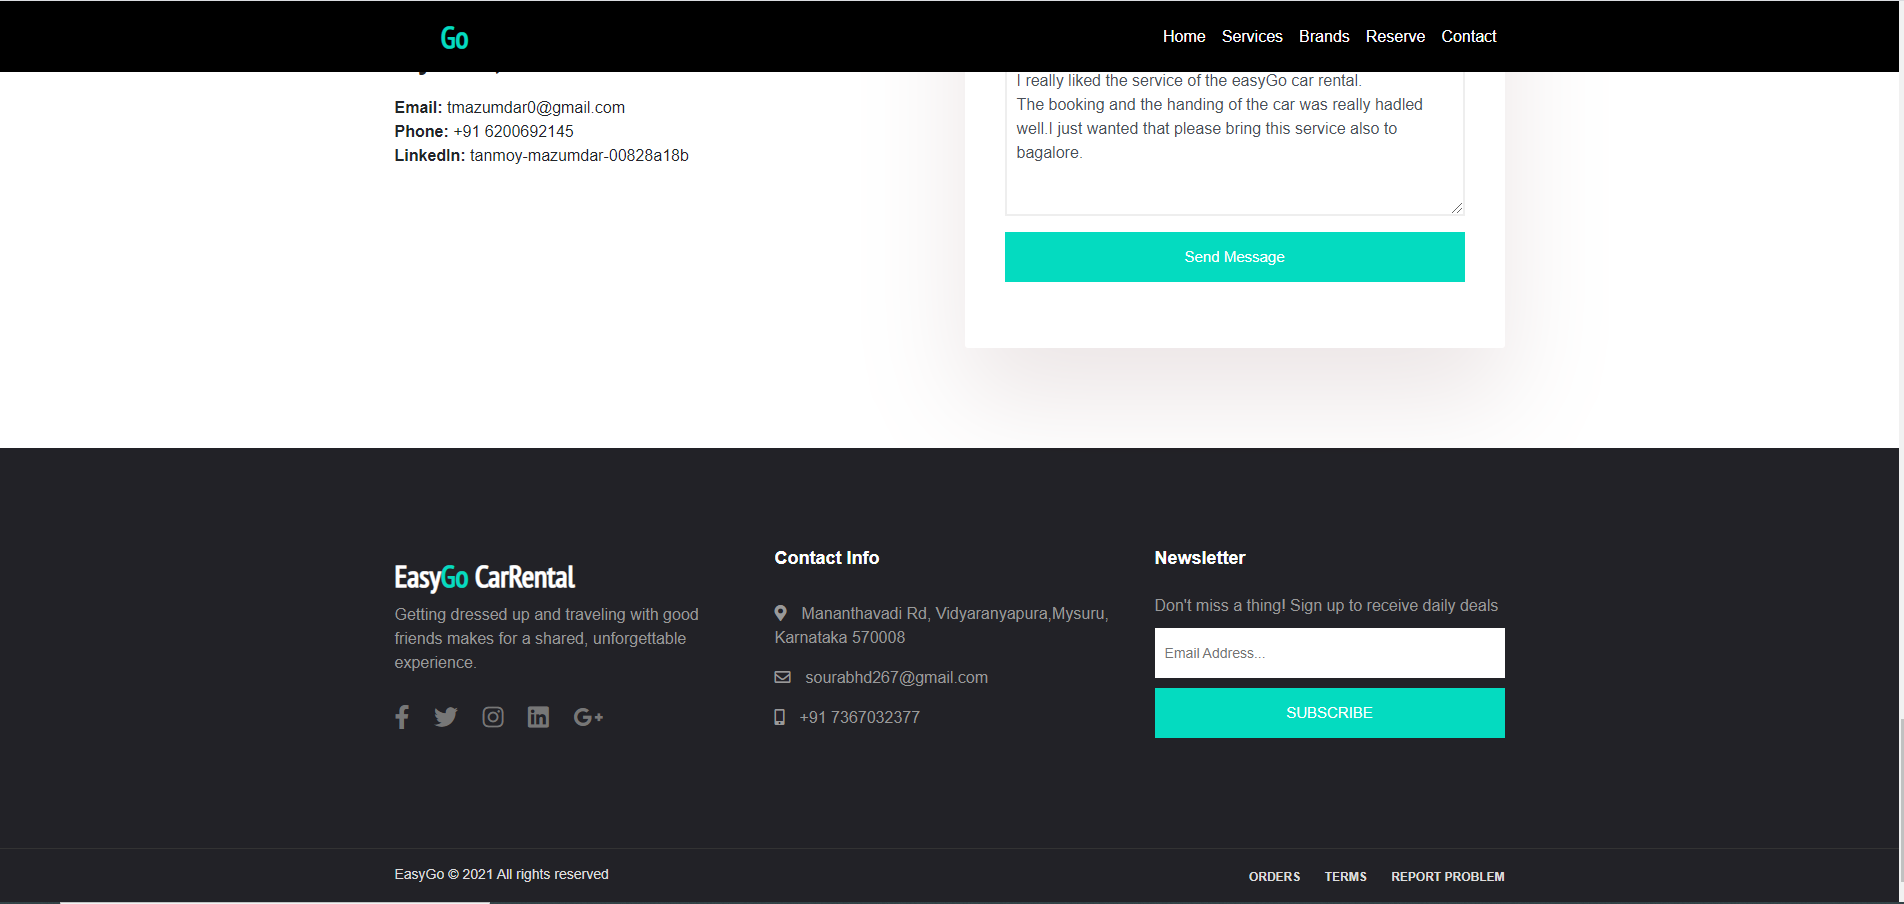 Go
Home Services Brands Reserve Contact
Email: tmazumdar0@gmail.com
Phone: +91 6200692145
LinkedIn: tanmoy-mazumdar-00828a18b
I really liked the service of the easyGo car rental.
The booking and the handing of the car was really hadled
well.I just wanted that please bring this service also to
bagalore.
Send Message
EasyGo CarRental
Getting dressed up and traveling with good
friends makes for a shared, unforgettable
experience.
Contact Info
Mananthavadi Rd, Vidyaranyapura,Mysuru,
Karnataka 570008
sourabhd267@gmail.com
+91 7367032377
Newsletter
Don't miss a thing! Sign up to receive daily deals
Email Address...
SUBSCRIBE
EasyGo © 2021 All rights reserved
ORDERS TERMS REPORT PROBLEM